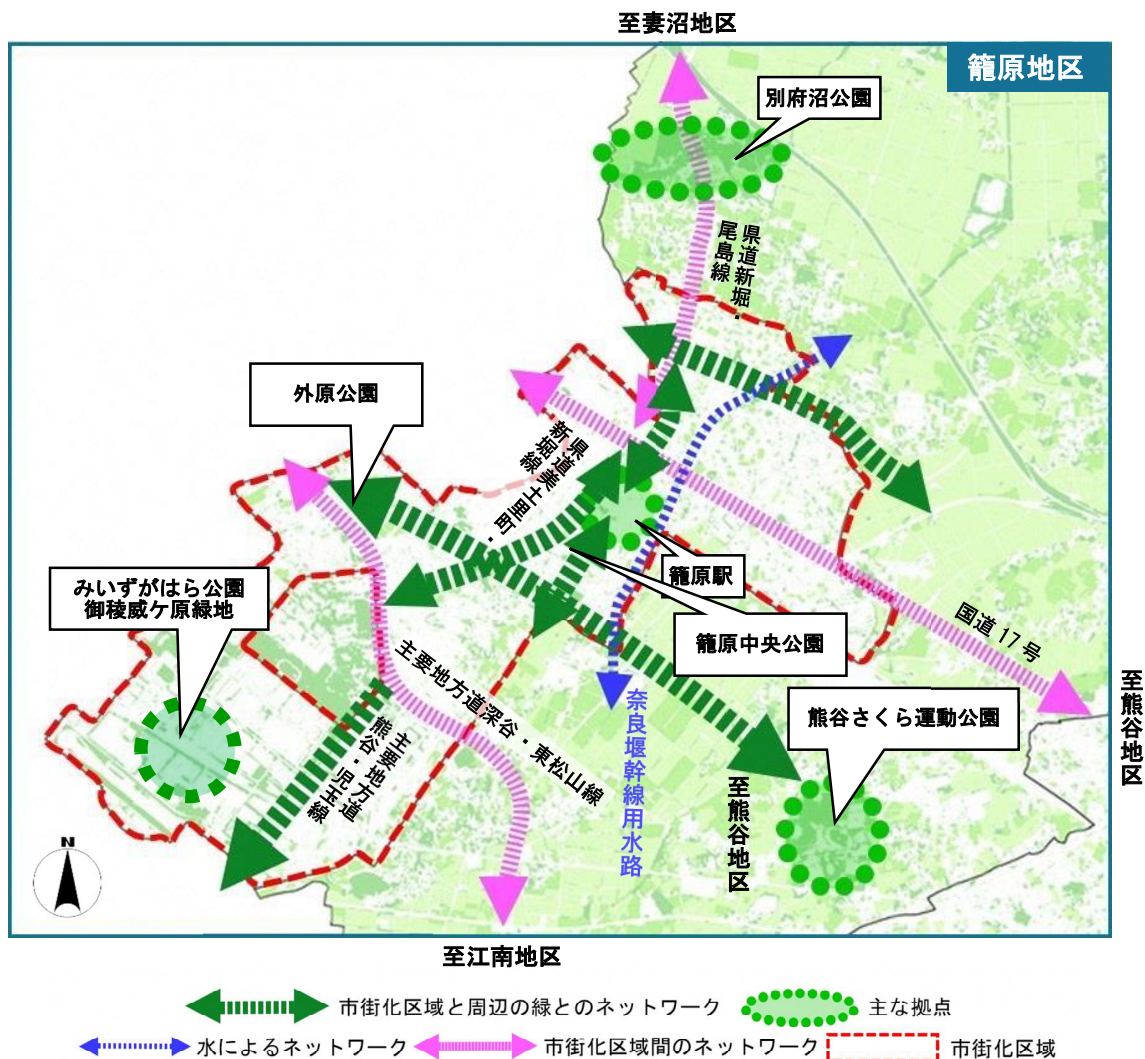 至妻沼地区
籠原地区
別府沼公園
県道新堀・
尾島線
外原公園
県道美土里町・
新堀線
みいずがはら公園
御稜威ケ原緑地
籠原駅
籠原中央公園
国道17号
主要地方道深谷・東松山線
主要地方道
熊谷・児玉線
奈良堰幹線用水路
熊谷さくら運動公園
至熊谷地区
至熊谷地区
N
至江南地区
市街化区域と周辺の緑とのネットワーク
主な拠点
水によるネットワーク
市街化区域間のネットワーク
市街化区域